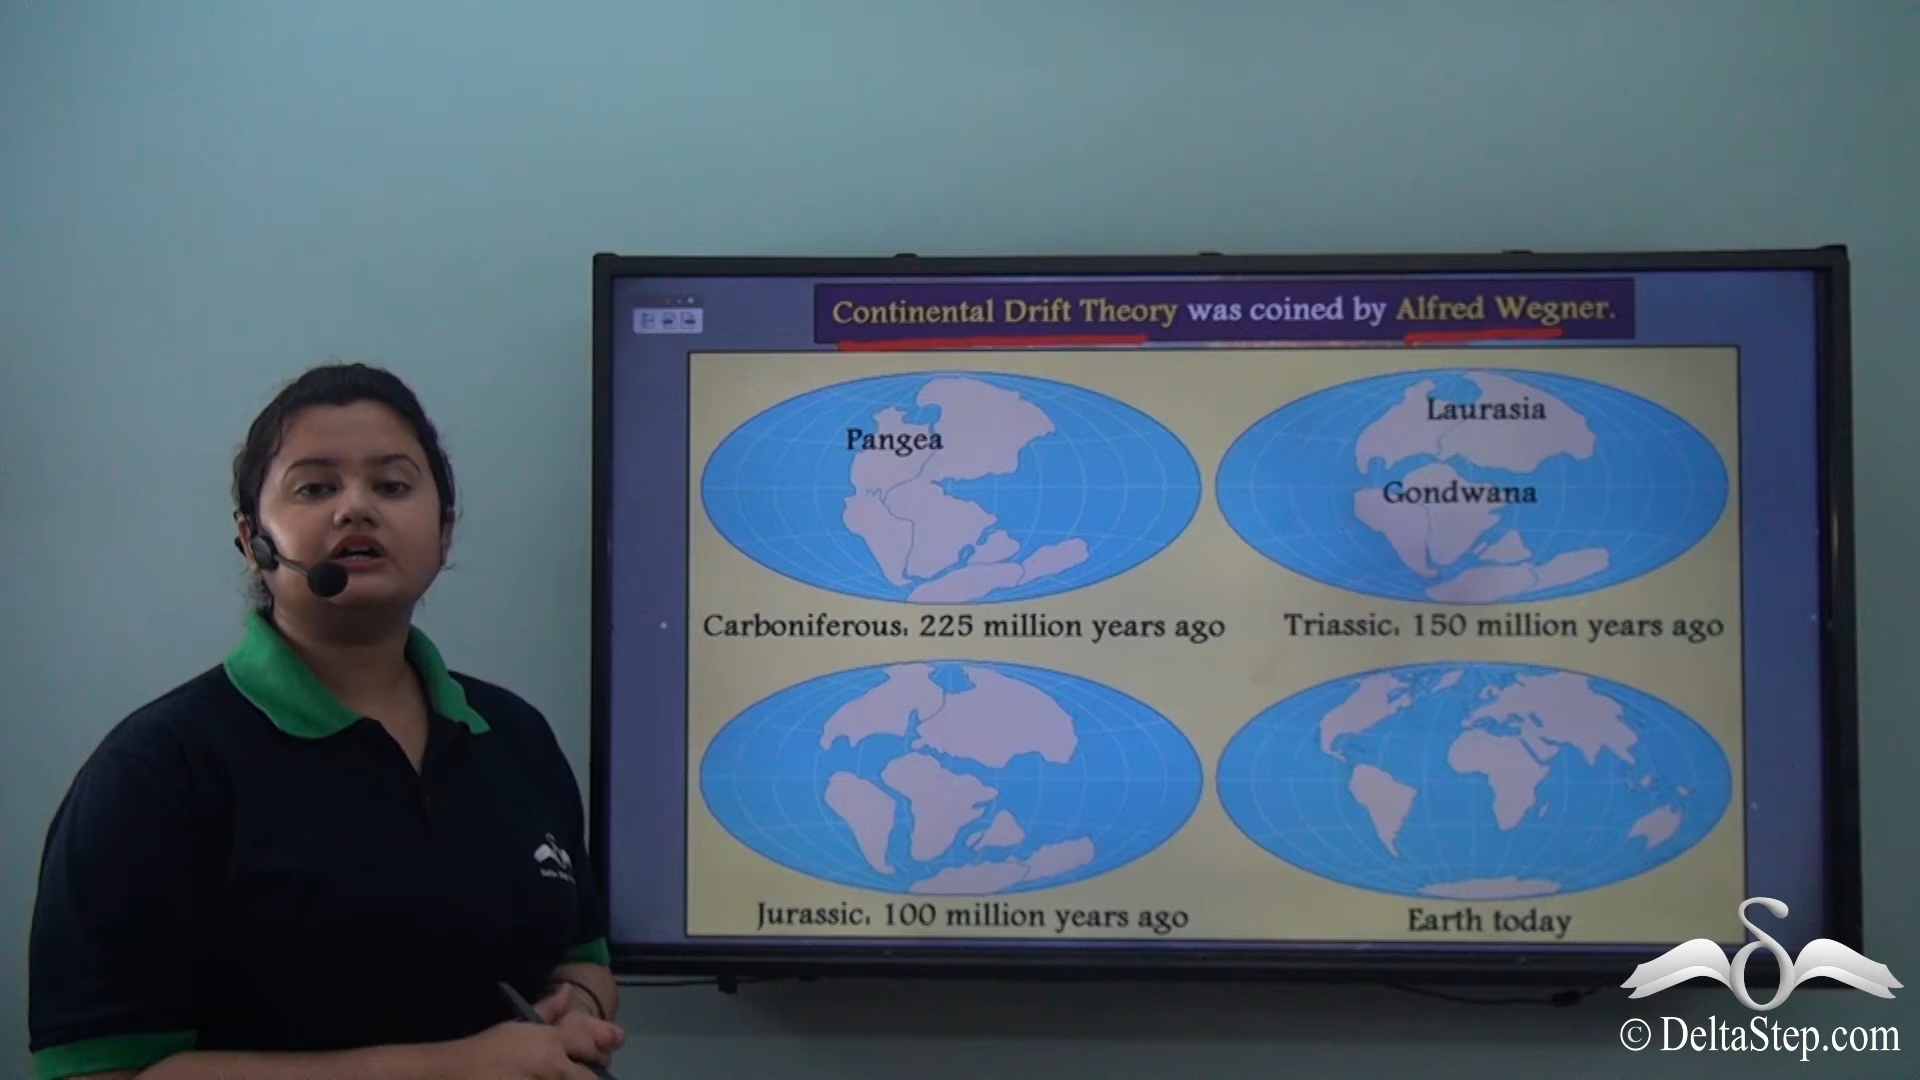 Continental Drift Theory was coined by Alfred Wegner.
Pangea
Laurasia
Gondwana
Carboniferous: 225 million years ago
Triassic: 150 million years ago
Jurassic: 100 million years ago
Earth today
© DeltaStep.com